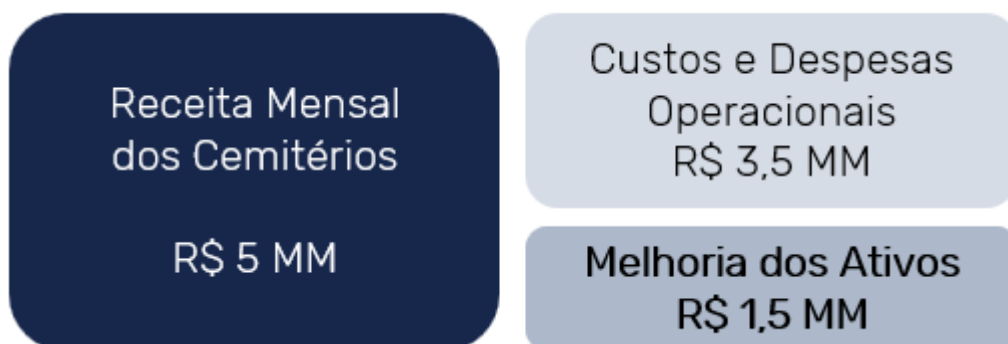 Receita Mensal
dos Cemitérios
R$ 5 MM
Custos e Despesas
Operacionais
R$ 3,5 MM
Melhoria dos Ativos
R$ 1,5 MM